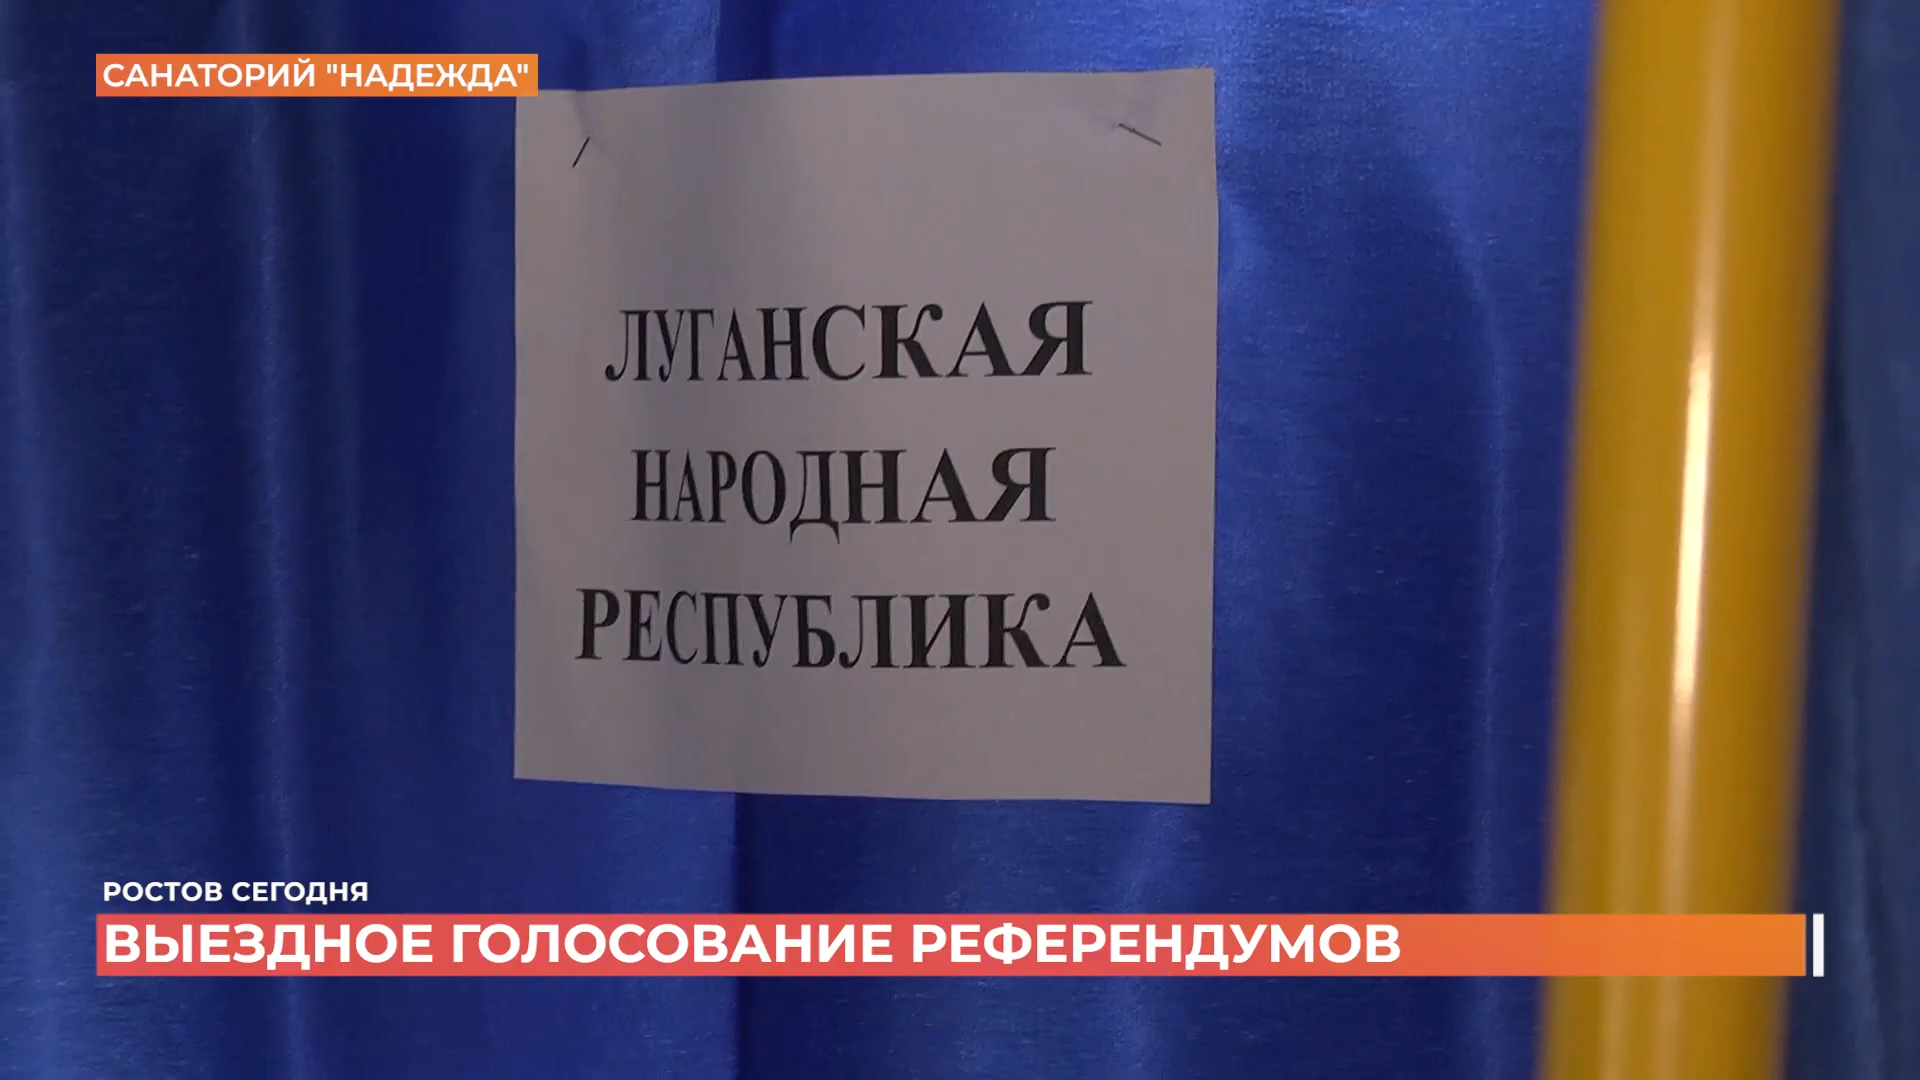 САНАТОРИЙ "НАДЕЖДА"
ЛУГАНСКАЯ
НАРОДНАЯ
РЕСПУБЛИКА
РОСТОВ СЕГОДНЯ
ВЫЕЗДНОЕ ГОЛОСОВАНИЕ РЕФЕРЕНДУМОВ